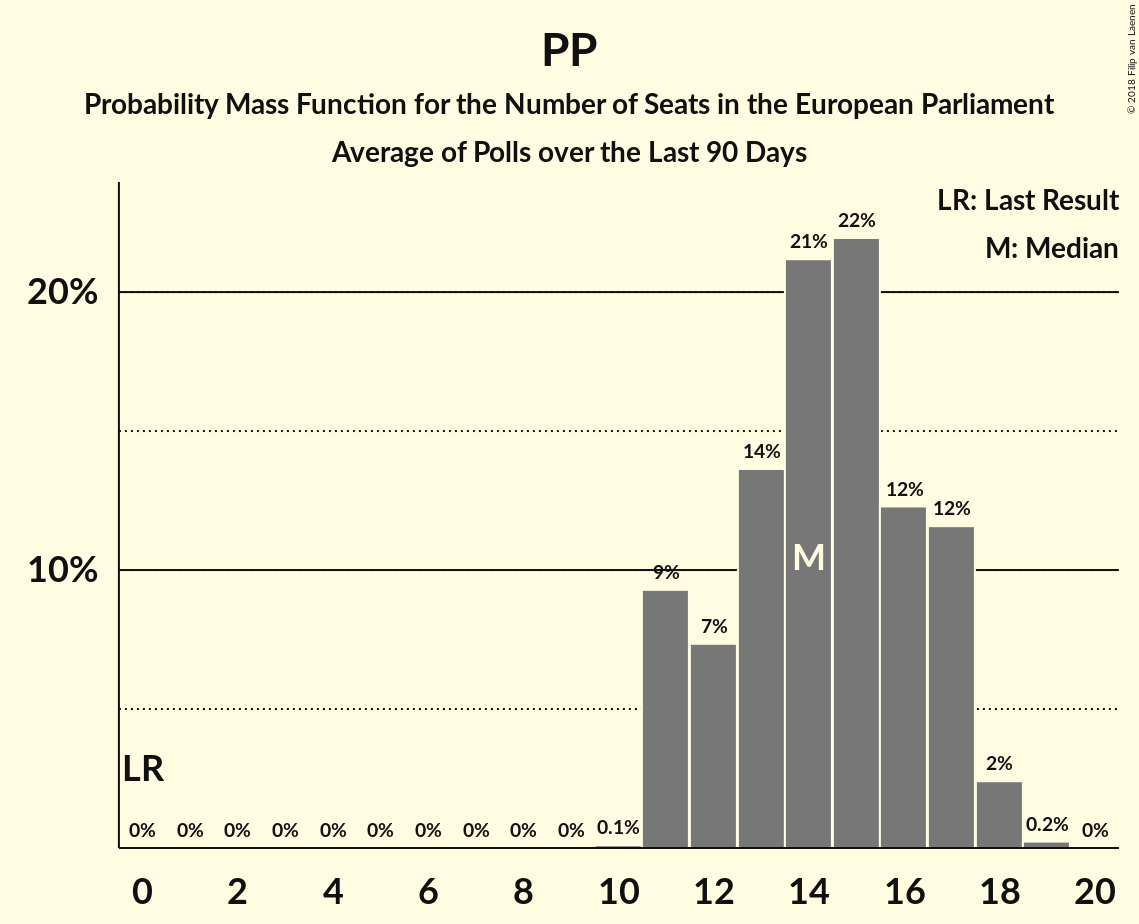 PP
Probability Mass Function for the Number of Seats in the European Parliament
Average of Polls over the Last 90 Days
© 2018 Filip van Laenen
LR: Last Result
M: Median
20%
10%
22%
21%
14%
12%
12%
9%
7%
2%
M
LR
0% 0% 0% 0% 0% 0% 0% 0% 0% 0% 0.1% 0.2% 0%
0 2 4 6 8 10 12 14 16 18 20